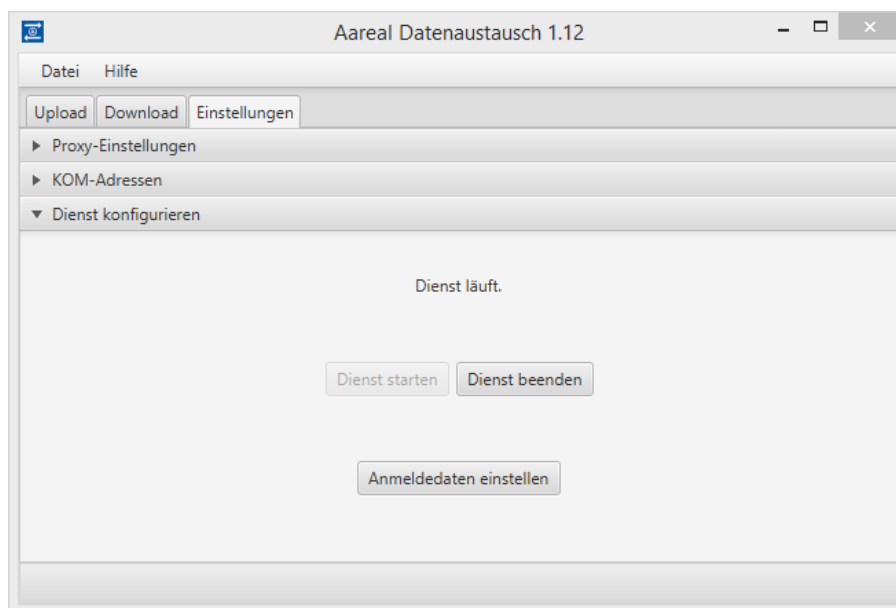 Aareal Datenaustausch 1.12
Datei Hilfe
Upload Download Einstellungen
Proxy-Einstellungen
KOM-Adressen
Dienst konfigurieren
Dienst läuft.
Dienst starten Dienst beenden
Anmeldedaten einstellen